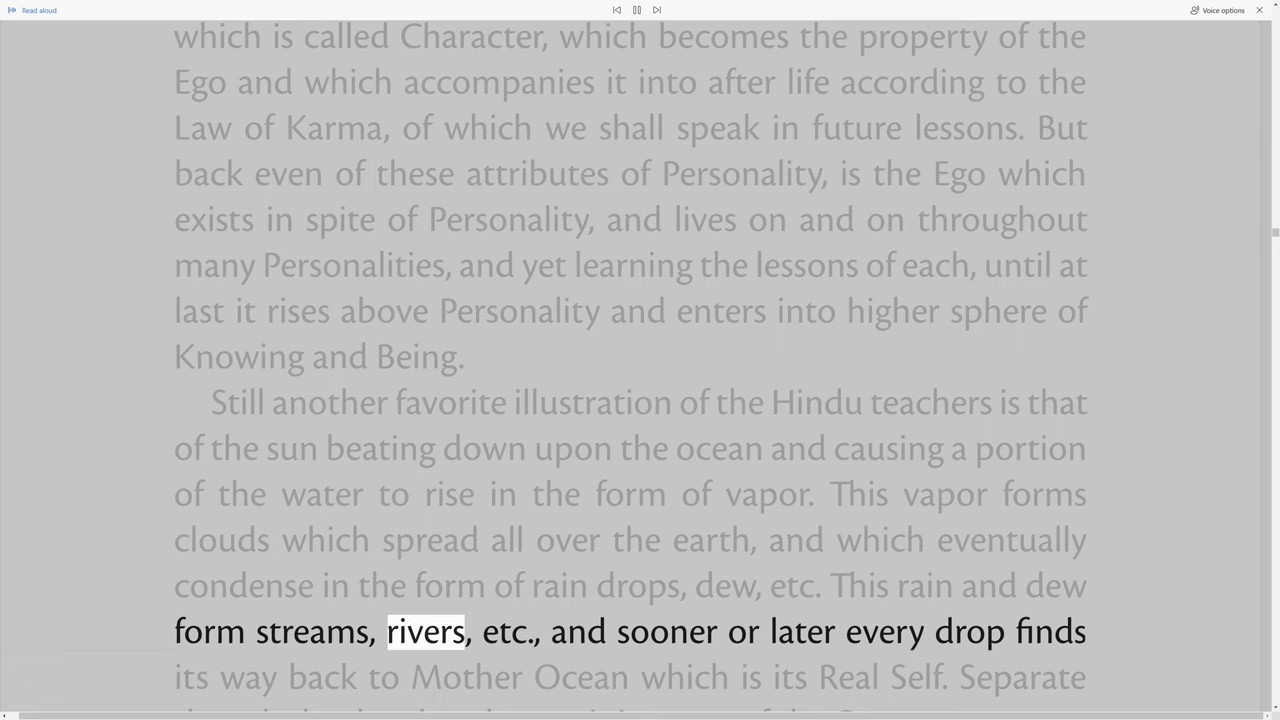 Read aloud
Voice options
which is called Character, which becomes the property of the
Ego and which accompanies it into after life according to the
Law of Karma, of which we shall speak in future lessons. But
back even of these attributes of Personality, is the Ego which
exists in spite of Personality, and lives on and on throughout
many Personalities, and yet learning the lessons of each, until at
last it rises above Personality and enters into higher sphere of
Knowing and Being.
Still another favorite illustration of the Hindu teachers is that
of the sun beating down upon the ocean and causing a portion
of the water to rise in the form of vapor. This vapor forms
clouds which spread all over the earth, and which eventually
condense in the form of rain drops, dew, etc. This rain and dew
form streams, rivers, etc., and sooner or later every drop finds
its way back to Mother Ocean which is its Real Self. Separate